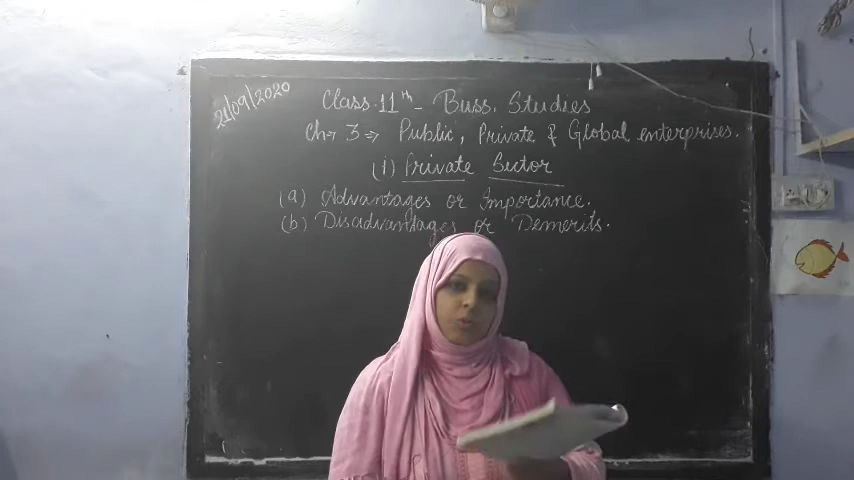 21/09/2020
Class.11th - Buss. Studies
Ch→ 3 ⇒ Public, Private & Global enterprises.
(i) Private Sector
(a) Advantages or Importance.
(b) Disadvantages or Demerits.